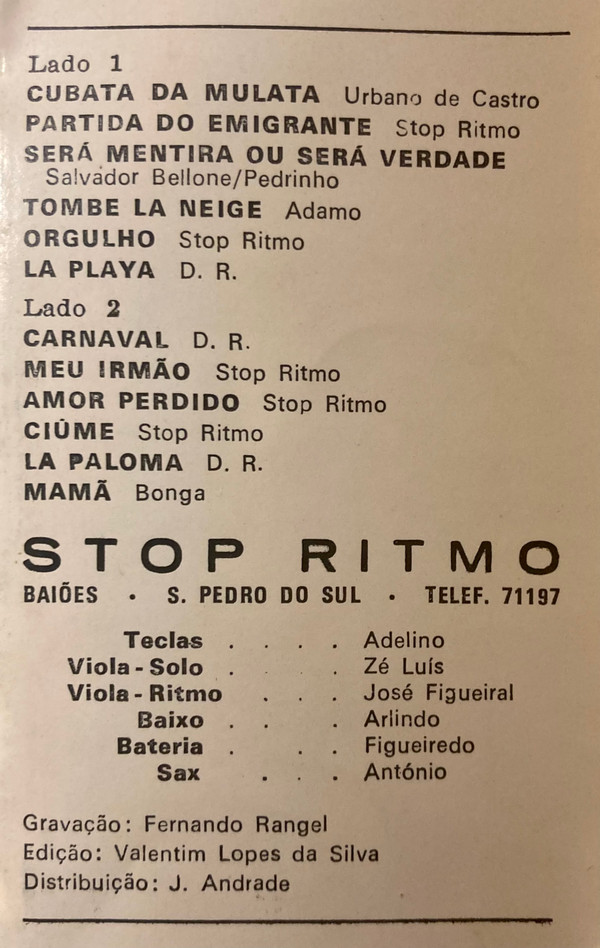 Lado 1
CUBATA DA MULATA Urbano de Castro
PARTIDA DO EMIGRANTE Stop Ritmo
SERÁ MENTIRA OU SERÁ VERDADE
Salvador Bellone/Pedrinho
TOMBE LA NEIGE Adamo
ORGULHO Stop Ritmo
LA PLAYA D. R.
Lado 2
CARNAVAL D. R.
MEU IRMÃO Stop Ritmo
AMOR PERDIDO Stop Ritmo
CIÚME Stop Ritmo
LA PALOMA D. R.
MAMÃ Bonga
STOP RITMO
BAIÕES • S. PEDRO DO SUL • TELEF. 71197
Teclas . . . . Adelino
Viola-Solo . . . Zé Luís
Viola-Ritmo . . . José Figueiral
Baixo . . . Arlindo
Bateria . . . Figueiredo
Sax . . . António
Gravação: Fernando Rangel
Edição: Valentim Lopes da Silva
Distribuição: J. Andrade